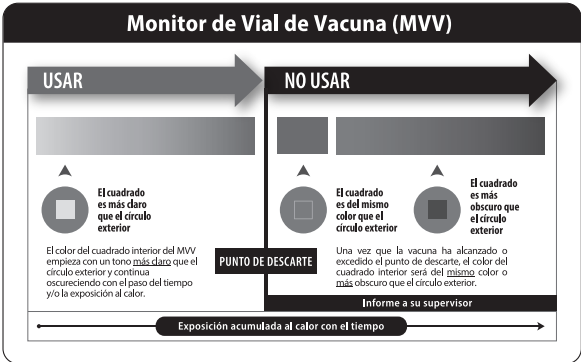 Monitor de Vial de Vacuna (MVV)
USAR
NO USAR
El cuadrado
es más claro
que el círculo
exterior
El color del cuadrado interior del MVV
empieza con un tono más claro que el
círculo exterior y continua
oscureciendo con el paso del tiempo
y/o la exposición al calor.
PUNTO DE DESCARTE
El cuadrado
es del mismo
color que el
círculo exterior
El cuadrado
es más
obscuro que
el círculo
exterior
Una vez que la vacuna ha alcanzado o
excedido el punto de descarte, el color del
cuadrado interior será del mismo color o
más obscuro que el círculo exterior.
Informe a su supervisor
Exposición acumulada al calor con el tiempo